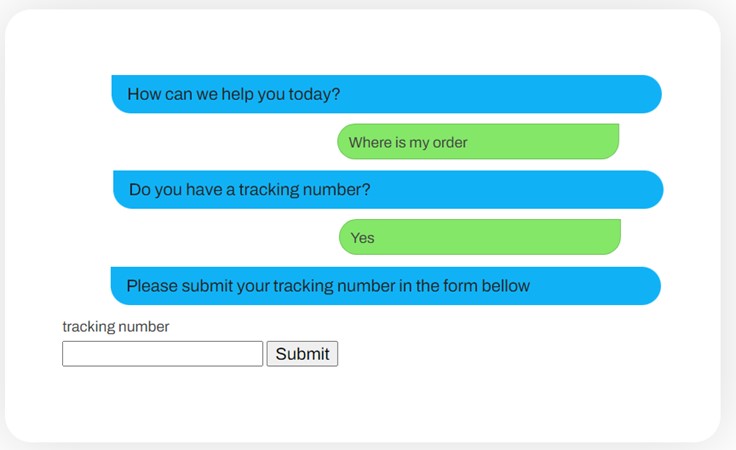 How can we help you today?
Where is my order
Do you have a tracking number?
Yes
Please submit your tracking number in the form bellow
tracking number
Submit